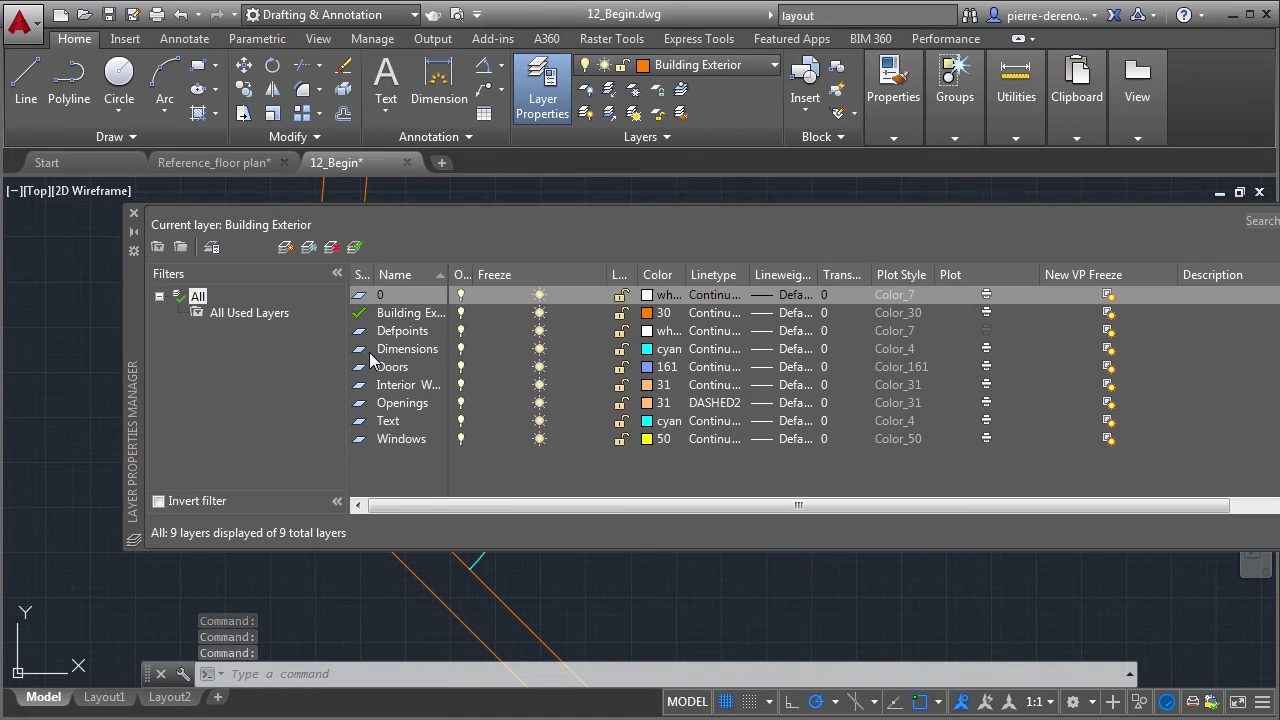 Drafting & Annotation
12_Begin.dwg
layout
pierre-dereno...
Home Insert Annotate Parametric View Manage Output Add-ins A360 Raster Tools Express Tools Featured Apps BIM 360 Performance
Line Polyline Circle Arc Text Dimension Layer Properties Building Exterior Insert Properties Groups Utilities Clipboard View
Draw Modify Annotation Layers Block
Start Reference_floor plan* 12_Begin*
[−][Top][2D Wireframe]
Current layer: Building Exterior
Search
Filters S... Name O... Freeze L... Color Linetype Lineweig... Trans... Plot Style Plot New VP Freeze Description
All 0 wh... Continu... Defa... 0 Color_7
All Used Layers Building Ex... 30 Continu... Defa... 0 Color_30
Defpoints wh... Continu... Defa... 0 Color_7
Dimensions cyan Continu... Defa... 0 Color_4
Doors 161 Continu... Defa... 0 Color_161
Interior W... 31 Continu... Defa... 0 Color_31
Openings 31 DASHED2 Defa... 0 Color_31
Text cyan Continu... Defa... 0 Color_4
Windows 50 Continu... Defa... 0 Color_50
Invert filter
All: 9 layers displayed of 9 total layers
LAYER PROPERTIES MANAGER
Y
X
Command:
Command:
Command:
Type a command
Model Layout1 Layout2
MODEL 1:1